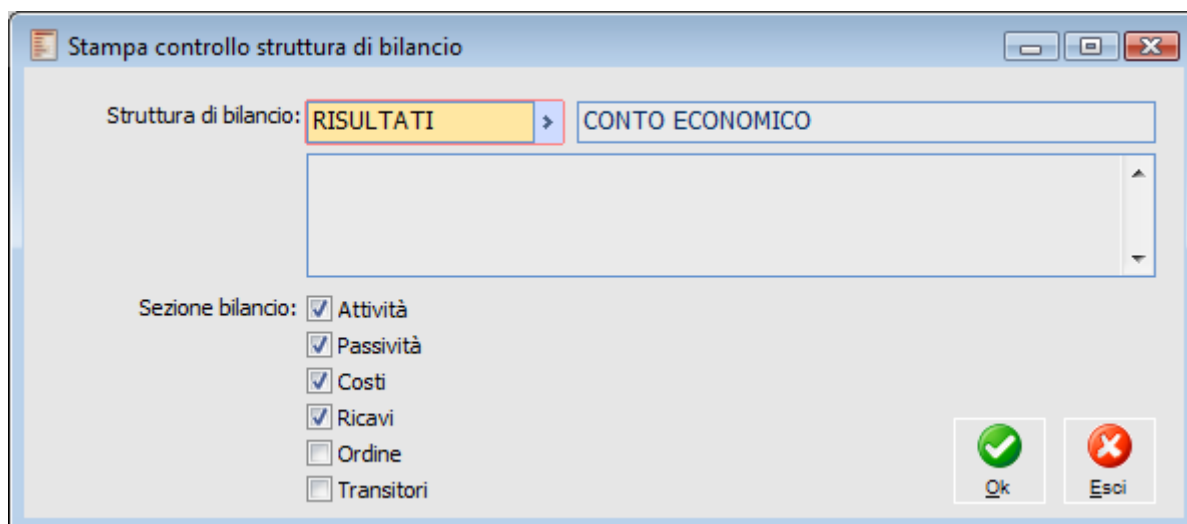 Stampa controllo struttura di bilancio
Struttura di bilancio: RISULTATI CONTO ECONOMICO
Sezione bilancio: Attività
Passività
Costi
Ricavi
Ordine
Transitori
Ok Esci